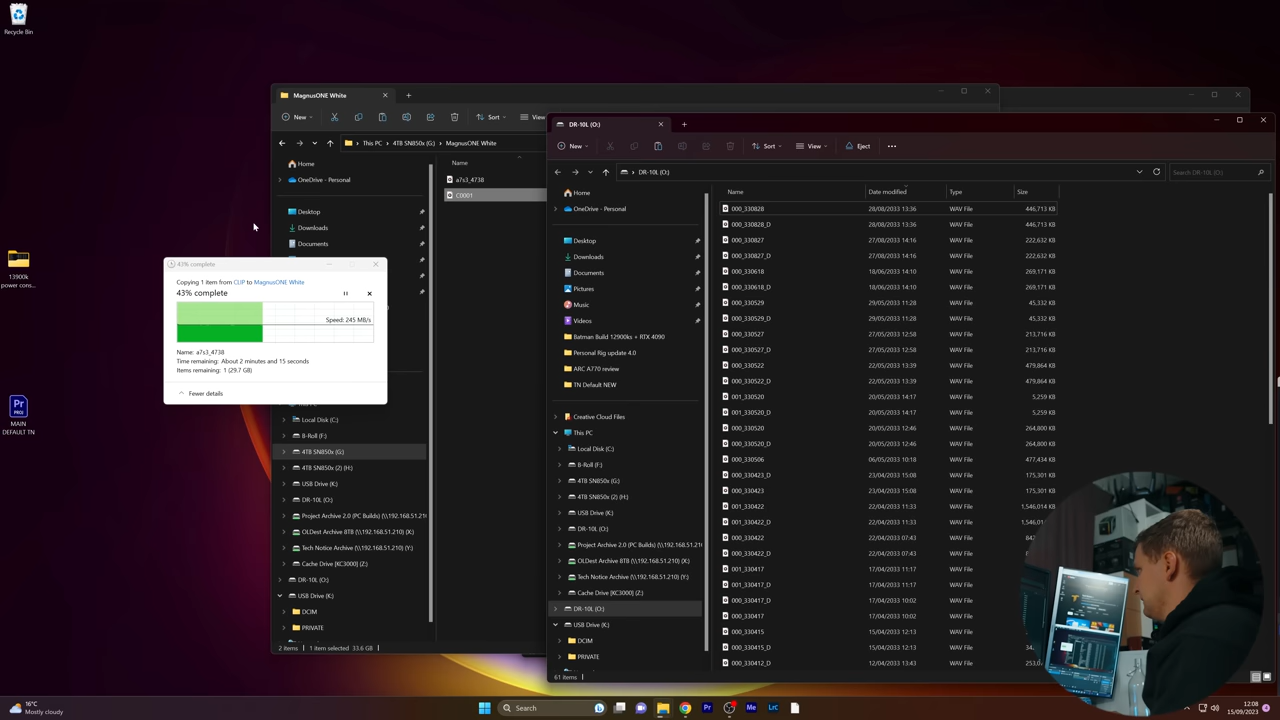 Recycle Bin
13900k
power cons...
MAIN
DEFAULT TN
MagnusONE White
New
Sort
View
This PC
4TB SN850x (G:)
MagnusONE White
Home
OneDrive - Personal
Desktop
Downloads
Documents
Name
a7s3_4738
C0001
43% complete
Copying 1 item from CLIP to MagnusONE White
43% complete
Speed: 245 MB/s
Name: a7s3_4738
Time remaining: About 2 minutes and 15 seconds
Items remaining: 1 (29.7 GB)
Fewer details
Local Disk (C:)
B-Roll (F:)
4TB SN850x (G:)
4TB SN850x (2) (H:)
USB Drive (K:)
DR-10L (O:)
Project Archive 2.0 (PC Builds) (\\192.168.51.210
OLDest Archive 8TB (\\192.168.51.210) (X:)
Tech Notice Archive (\\192.168.51.210) (Y:)
Cache Drive [KC3000] (Z:)
DR-10L (O:)
USB Drive (K:)
DCIM
PRIVATE
2 items
1 item selected 33.6 GB
DR-10L (O:)
New
Sort
View
Eject
DR-10L (O:)
Search DR-10L (O:)
Home
OneDrive - Personal
Desktop
Downloads
Documents
Pictures
Music
Videos
Batman Build 12900ks + RTX 4090
Personal Rig update 4.0
ARC A770 review
TN Default NEW
Creative Cloud Files
This PC
Local Disk (C:)
B-Roll (F:)
4TB SN850x (G:)
4TB SN850x (2) (H:)
USB Drive (K:)
DR-10L (O:)
Project Archive 2.0 (PC Builds) (\\192.168.51.21
OLDest Archive 8TB (\\192.168.51.210) (X:)
Tech Notice Archive (\\192.168.51.210) (Y:)
Cache Drive [KC3000] (Z:)
DR-10L (O:)
USB Drive (K:)
DCIM
PRIVATE
61 items
Name Date modified Type Size
000_330828 28/08/2033 13:36 WAV File 446,713 KB
000_330828_D 28/08/2033 13:36 WAV File 446,713 KB
000_330827 27/08/2033 14:16 WAV File 222,632 KB
000_330827_D 27/08/2033 14:16 WAV File 222,632 KB
000_330618 18/06/2033 14:10 WAV File 269,171 KB
000_330618_D 18/06/2033 14:10 WAV File 269,171 KB
000_330529 29/05/2033 11:28 WAV File 45,332 KB
000_330529_D 29/05/2033 11:28 WAV File 45,332 KB
000_330527 27/05/2033 12:58 WAV File 213,716 KB
000_330527_D 27/05/2033 12:58 WAV File 213,716 KB
000_330522 22/05/2033 13:39 WAV File 479,864 KB
000_330522_D 22/05/2033 13:39 WAV File 479,864 KB
001_330520 20/05/2033 14:17 WAV File 5,259 KB
001_330520_D 20/05/2033 14:17 WAV File 5,259 KB
000_330520 20/05/2033 12:46 WAV File 264,800 KB
000_330520_D 20/05/2033 12:46 WAV File 264,800 KB
000_330506 06/05/2033 10:18 WAV File 477,434 KB
000_330423_D 23/04/2033 15:08 WAV File 175,301 KB
000_330423 23/04/2033 15:08 WAV File 175,301 KB
001_330422 22/04/2033 11:33 WAV File 1,546,014 KB
001_330422_D 22/04/2033 11:33 WAV File
000_330422 22/04/2033 07:43 WAV File
000_330422_D 22/04/2033 07:43 WAV File
001_330417 17/04/2033 11:17 WAV File
001_330417_D 17/04/2033 11:17 WAV File
000_330417_D 17/04/2033 10:02 WAV File
000_330417 17/04/2033 10:02 WAV File
000_330415 15/04/2033 12:13 WAV File
000_330415_D 15/04/2033 12:13 WAV File
000_330412_D 12/04/2033 13:43 WAV File
16°C
Mostly cloudy
Search
12:08
15/09/2023